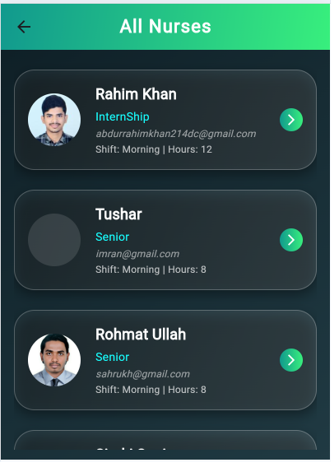 All Nurses
Rahim Khan
InternShip
abdurrahimkhan214dc@gmail.com
Shift: Morning | Hours: 12
Tushar
Senior
imran@gmail.com
Shift: Morning | Hours: 8
Rohmat Ullah
Senior
sahrukh@gmail.com
Shift: Morning | Hours: 8